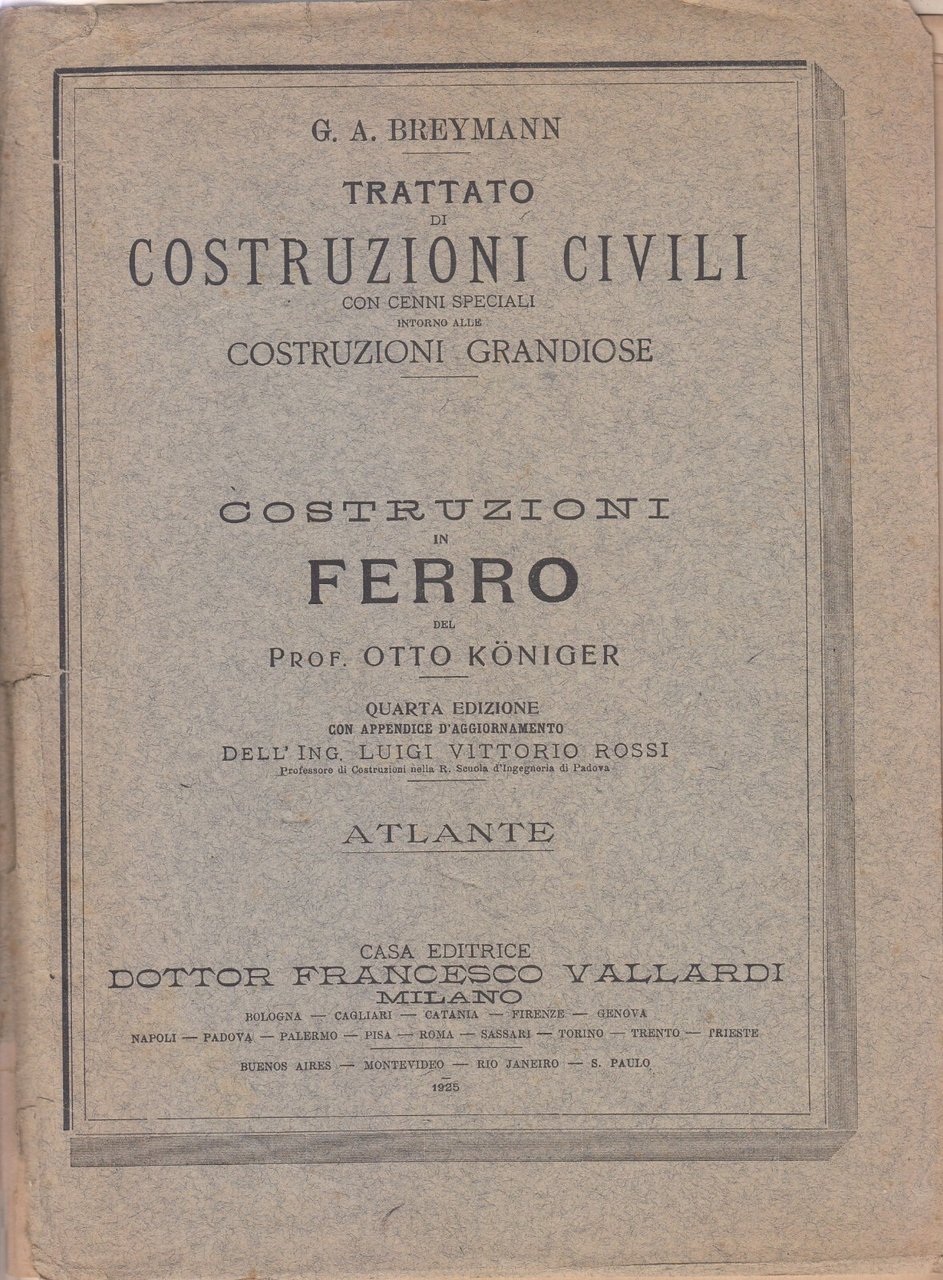 G. A. BREYMANN
TRATTATO
DI
COSTRUZIONI CIVILI
CON CENNI SPECIALI
INTORNO ALLE
COSTRUZIONI GRANDIOSE
COSTRUZIONI
IN
FERRO
DEL
PROF. OTTO KÖNIGER
QUARTA EDIZIONE
CON APPENDICE D'AGGIORNAMENTO
DELL'ING. LUIGI VITTORIO ROSSI
Professore di Costruzioni nella R. Scuola d'Ingegneria di Padova
ATLANTE
CASA EDITRICE
DOTTOR FRANCESCO VALLARDI
MILANO
BOLOGNA — CAGLIARI — CATANIA — FIRENZE — GENOVA
NAPOLI — PADOVA — PALERMO — PISA — ROMA — SASSARI — TORINO — TRENTO — TRIESTE
BUENOS AIRES — MONTEVIDEO — RIO JANEIRO — S. PAULO
1925